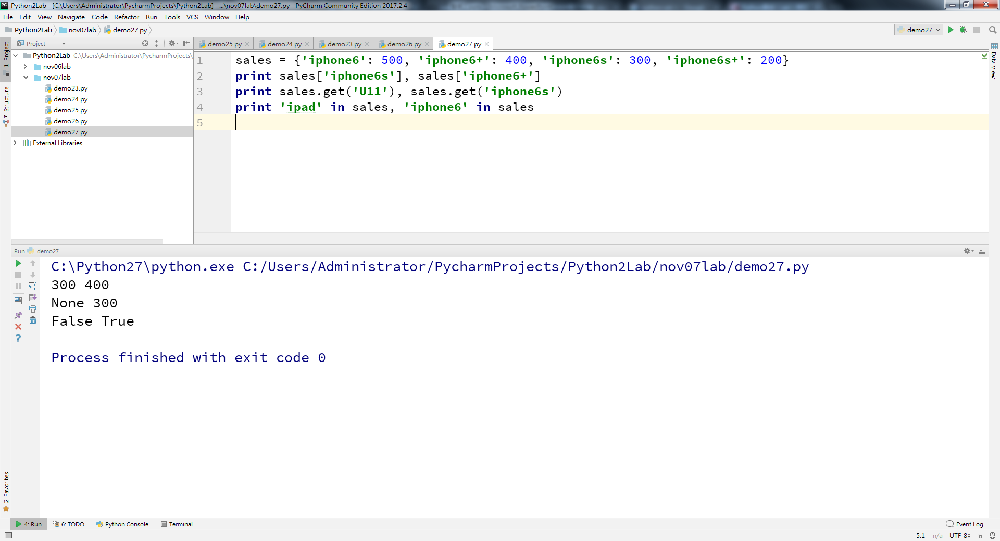 Python2Lab - [C:\Users\Administrator\PycharmProjects\Python2Lab] - ...\nov07lab\demo27.py - PyCharm Community Edition 2017.2.4
File Edit View Navigate Code Refactor Run Tools VCS Window Help
Python2Lab nov07lab demo27.py
demo27
Project
demo25.py demo24.py demo23.py demo26.py demo27.py
1: Project
7: Structure
2: Favorites
Data View
Python2Lab C:\Users\Administrator\PycharmProjects\
nov06lab
nov07lab
demo23.py
demo24.py
demo25.py
demo26.py
demo27.py
External Libraries
1 sales = {'iphone6': 500, 'iphone6+': 400, 'iphone6s': 300, 'iphone6s+': 200}
2 print sales['iphone6s'], sales['iphone6+']
3 print sales.get('U11'), sales.get('iphone6s')
4 print 'ipad' in sales, 'iphone6' in sales
5
Run demo27
C:\Python27\python.exe C:/Users/Administrator/PycharmProjects/Python2Lab/nov07lab/demo27.py
300 400
None 300
False True
Process finished with exit code 0
4: Run 6: TODO Python Console Terminal
Event Log
5:1 n/a UTF-8